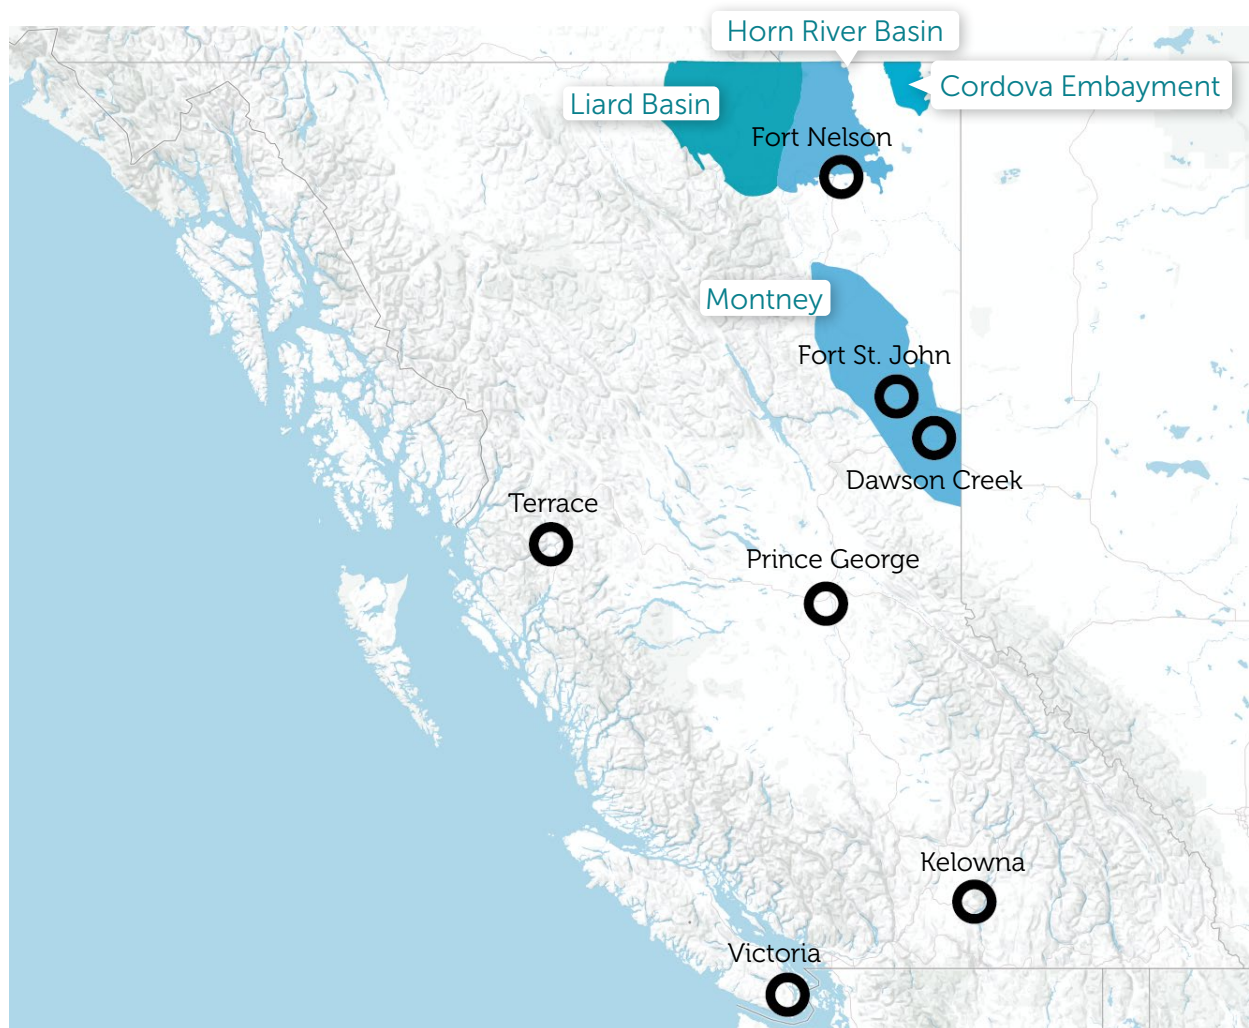 Horn River Basin
Cordova Embayment
Liard Basin
Fort Nelson
Montney
Fort St. John
Dawson Creek
Terrace
Prince George
Kelowna
Victoria